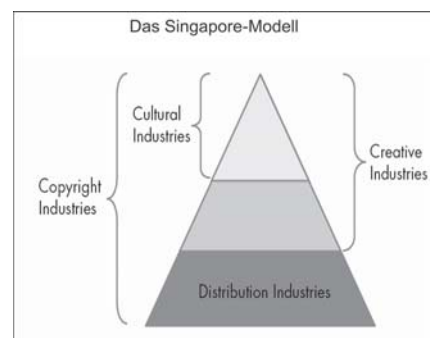 Das Singapore-Modell
Cultural
Industries
Creative
Industries
Copyright
Industries
Distribution Industries